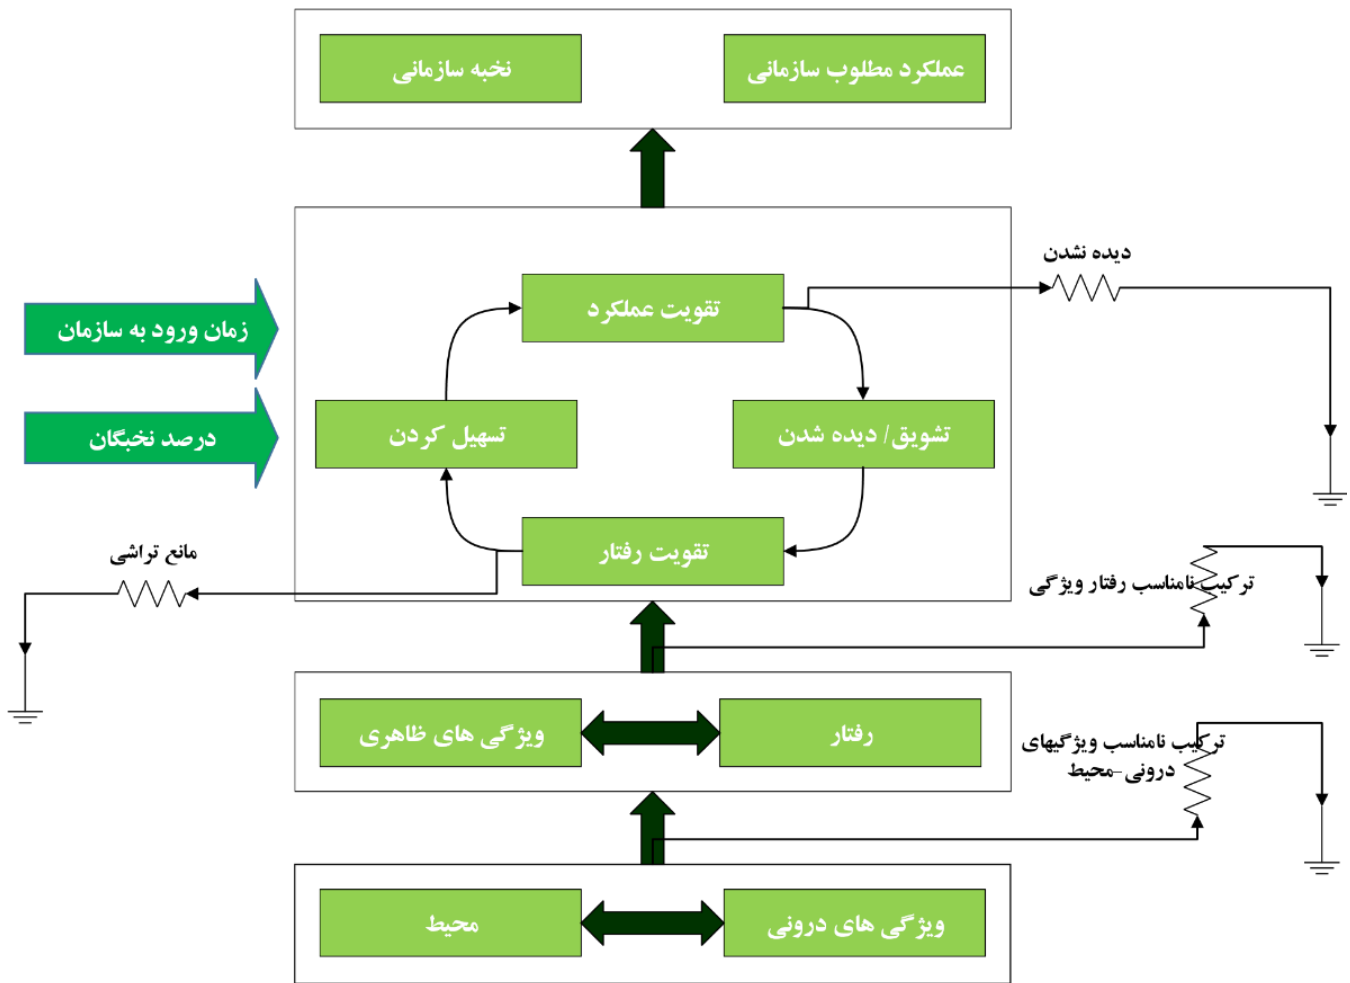 عملکرد مطلوب سازمانی
نخبه سازمانی
دیده نشدن
تقویت عملکرد
زمان ورود به سازمان
تشویق/ دیده شدن
تسهیل کردن
درصد نخبگان
تقویت رفتار
مانع تراشی
ترکیب نامناسب رفتار ویژگی
رفتار
ویژگی های ظاهری
ترکیب نامناسب ویژگیهای
درونی-محیط
ویژگی های درونی
محیط